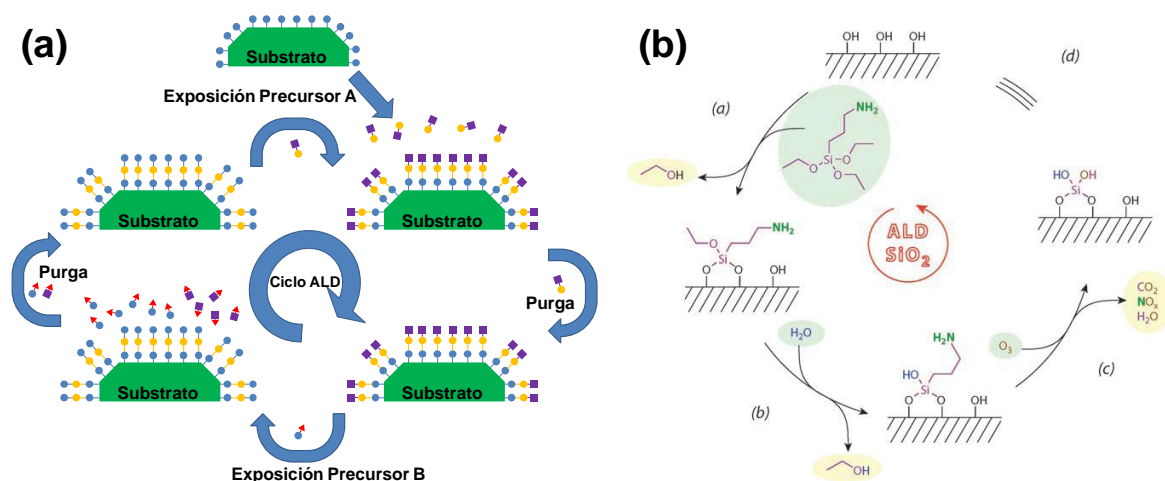 (a)
Substrato
Exposición Precursor A
Substrato
Substrato
Purga
Ciclo ALD
Purga
Substrato
Substrato
Exposición Precursor B
(b)
OH OH OH
(d)
(a)
NH2
O Si O
O
OH
NH2
O Si
O O OH
ALD
SiO2
HO OH
Si
O O OH
H2O
(b)
OH
H2N
HO Si
O O OH
O3
(c)
CO2
NOx
H2O